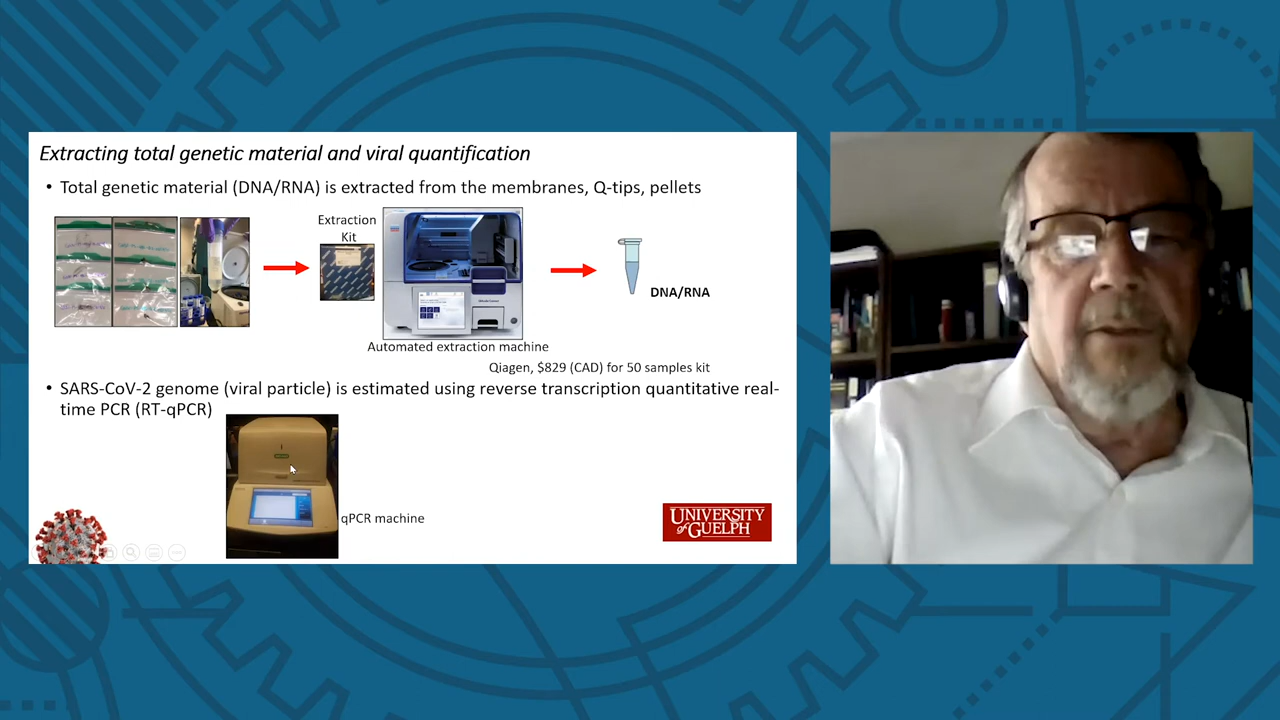 Extracting total genetic material and viral quantification
• Total genetic material (DNA/RNA) is extracted from the membranes, Q-tips, pellets
Extraction
Kit
DNA/RNA
Automated extraction machine
Qiagen, $829 (CAD) for 50 samples kit
• SARS-CoV-2 genome (viral particle) is estimated using reverse transcription quantitative real-
time PCR (RT-qPCR)
qPCR machine
UNIVERSITY
of GUELPH